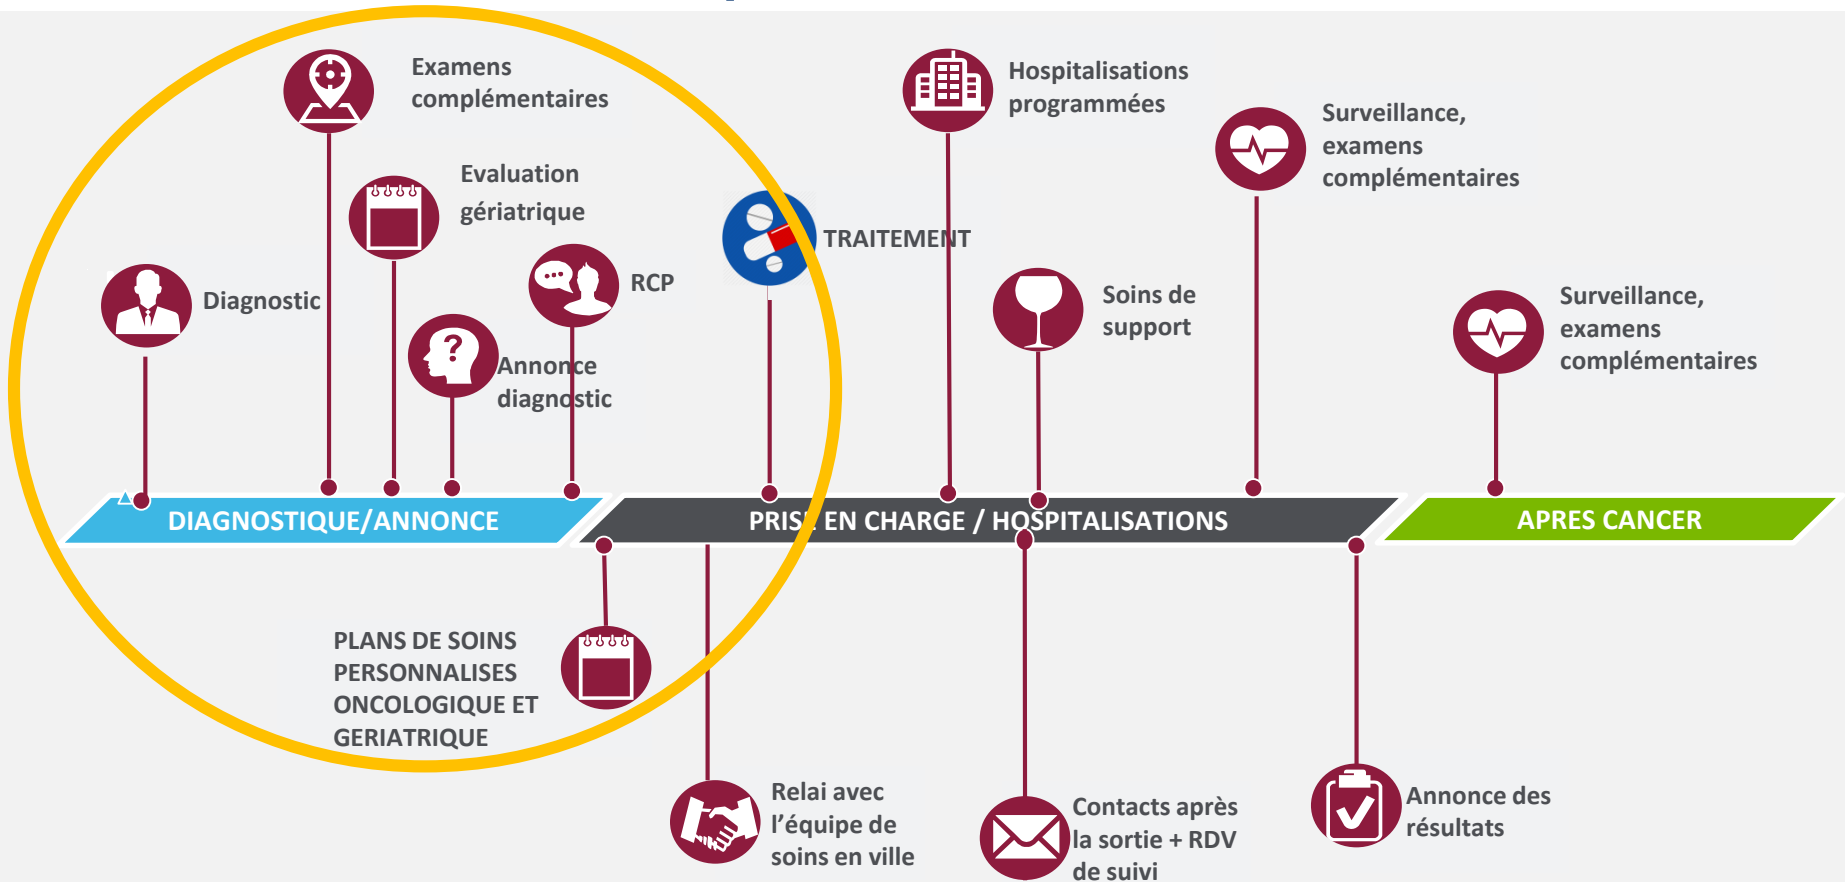 Examens
complémentaires
Evaluation
gériatrique
Diagnostic
Annonce
diagnostic
RCP
TRAITEMENT
Hospitalisations
programmées
Soins de
support
Surveillance,
examens
complémentaires
Surveillance,
examens
complémentaires
DIAGNOSTIQUE/ANNONCE
PRISE EN CHARGE / HOSPITALISATIONS
APRES CANCER
PLANS DE SOINS
PERSONNALISES
ONCOLOGIQUE ET
GERIATRIQUE
Relai avec
l’équipe de
soins en ville
Contacts après
la sortie + RDV
de suivi
Annonce des
résultats